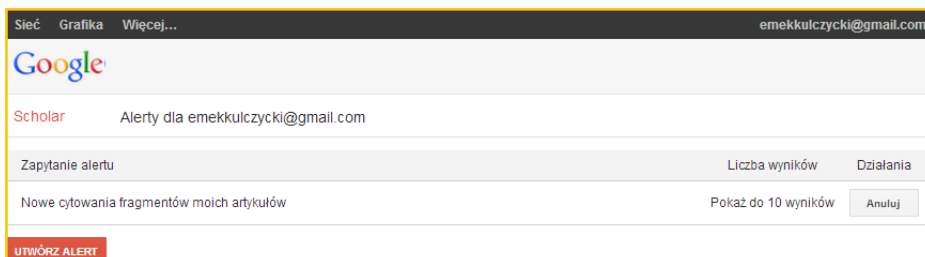 Sieć Grafika Więcej... emekkulczycki@gmail.com
Google
Scholar Alerty dla emekkulczycki@gmail.com
Zapytanie alertu Liczba wyników Działania
Nowe cytowania fragmentów moich artykułów Pokaż do 10 wyników Anuluj
UTWÓRZ ALERT